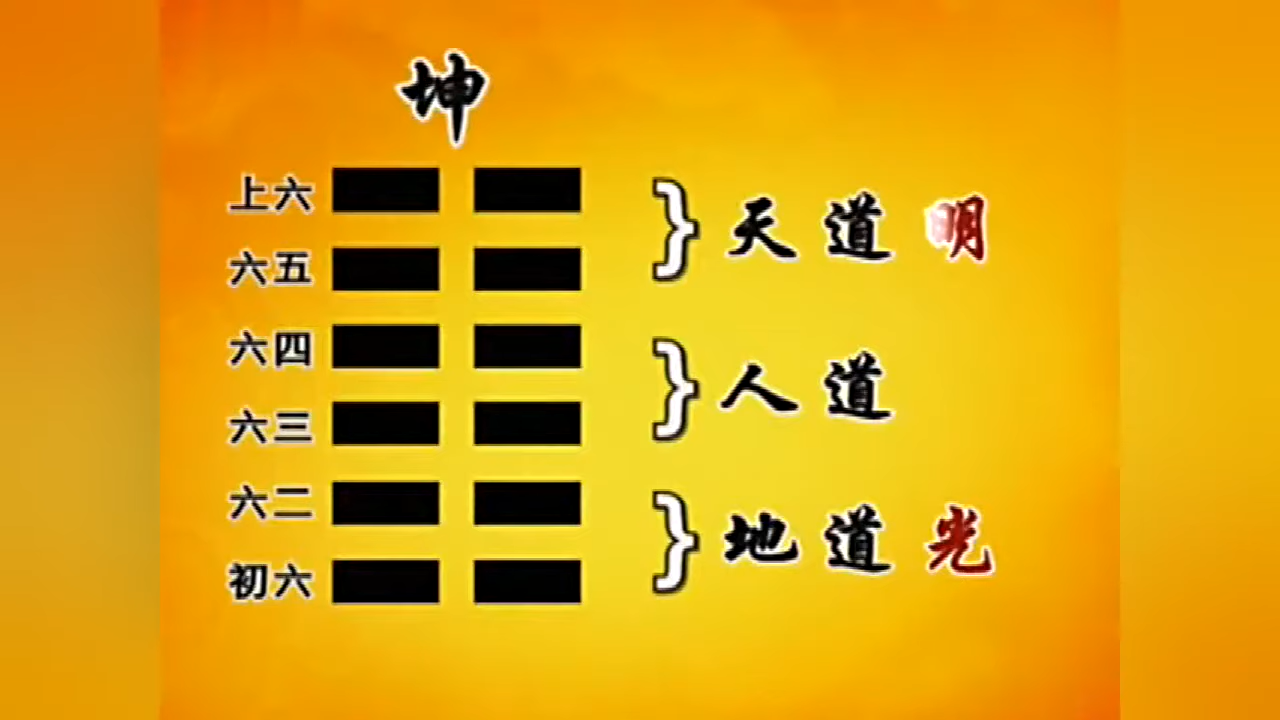 坤
上六
六五
天道明
六四
六三
人道
六二
初六
地道光